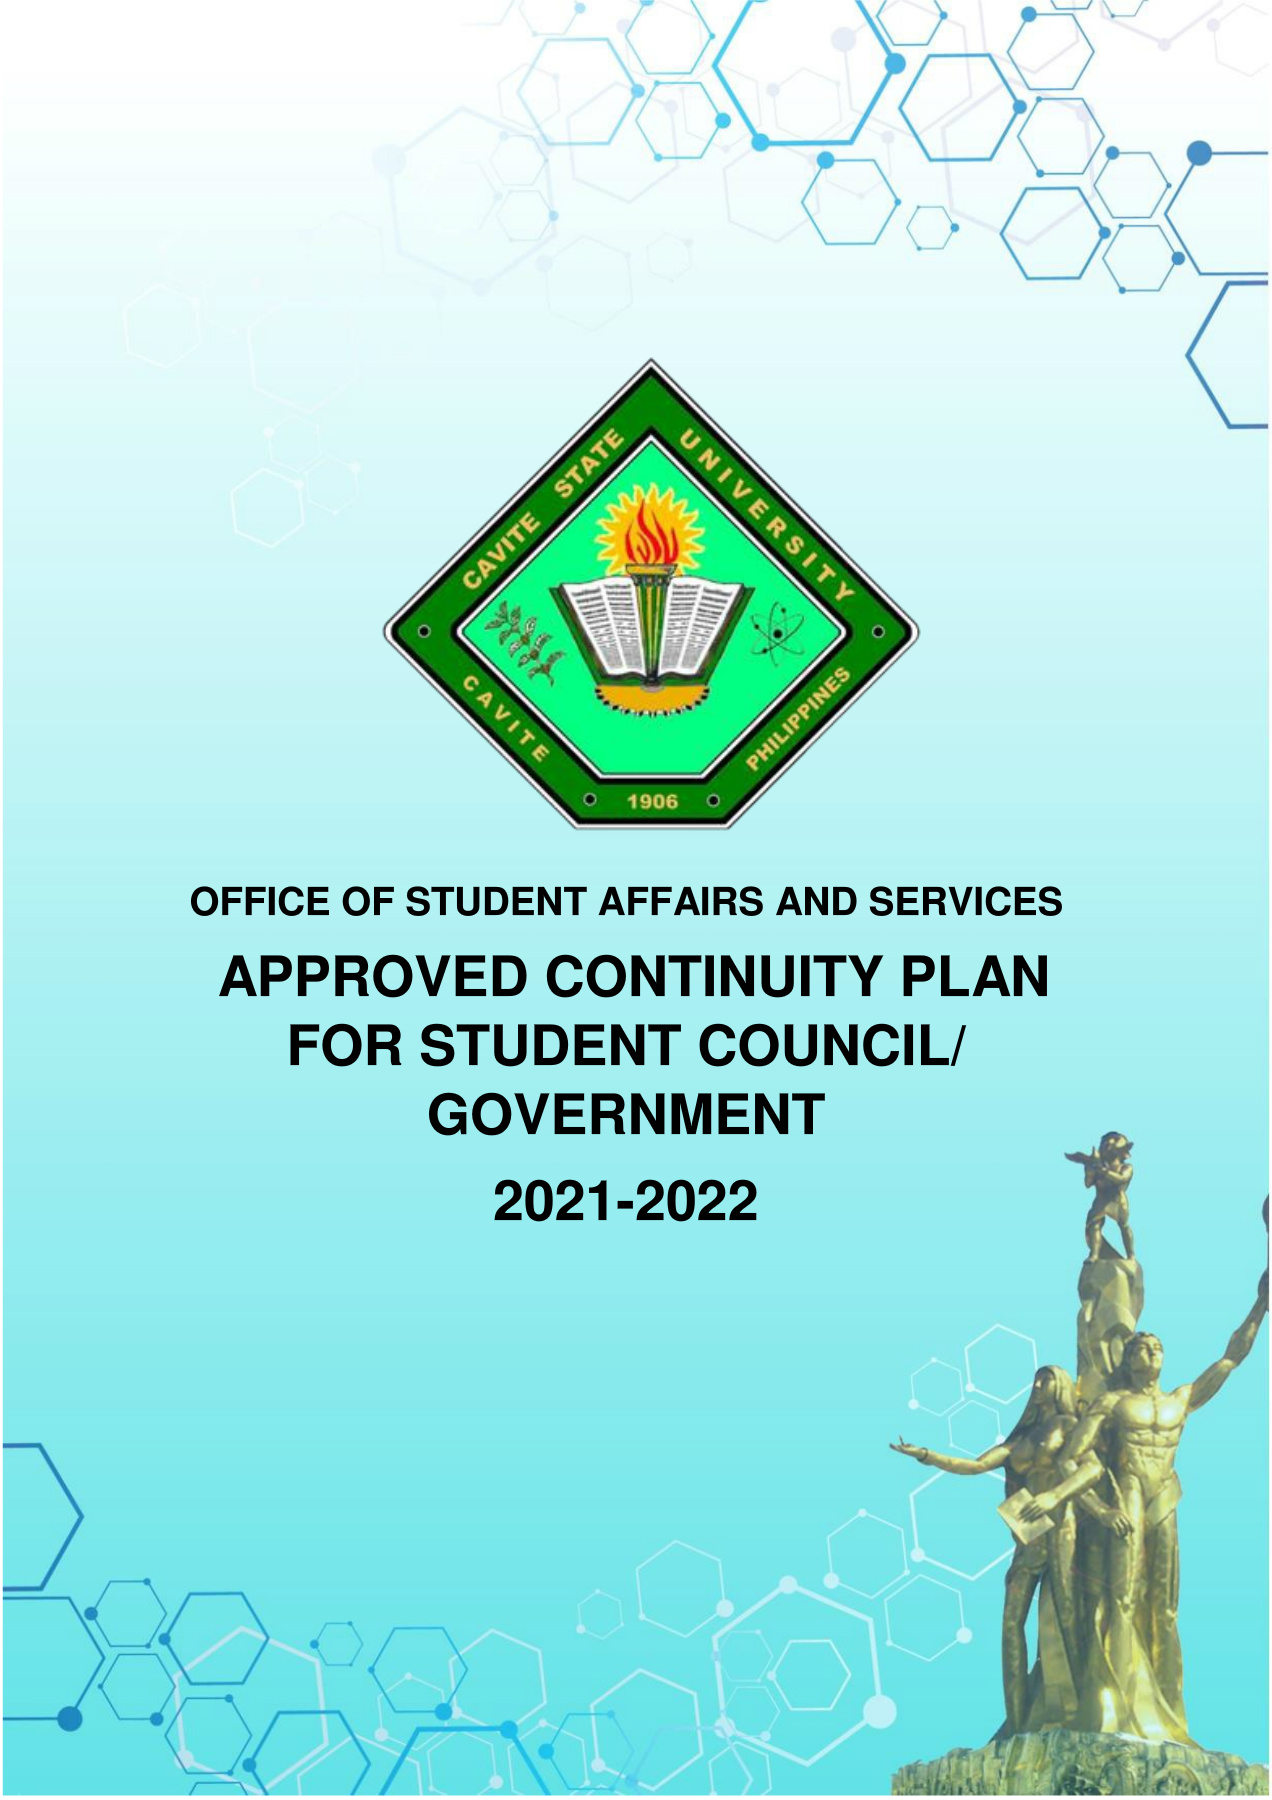 CAVITE STATE UNIVERSITY
CAVITE
1906
PHILIPPINES
OFFICE OF STUDENT AFFAIRS AND SERVICES
APPROVED CONTINUITY PLAN
FOR STUDENT COUNCIL/
GOVERNMENT
2021-2022